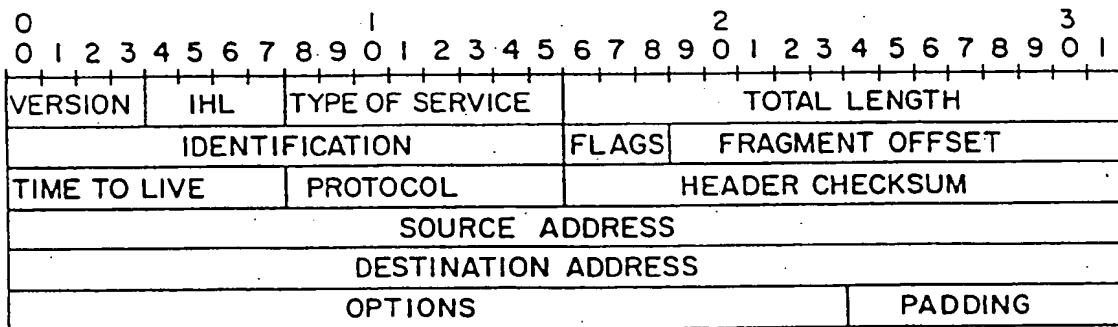 0 1 2 3
0 1 2 3 4 5 6 7 8 9 0 1 2 3 4 5 6 7 8 9 0 1 2 3 4 5 6 7 8 9 0 1
VERSION IHL TYPE OF SERVICE TOTAL LENGTH
IDENTIFICATION FLAGS FRAGMENT OFFSET
TIME TO LIVE PROTOCOL HEADER CHECKSUM
SOURCE ADDRESS
DESTINATION ADDRESS
OPTIONS PADDING